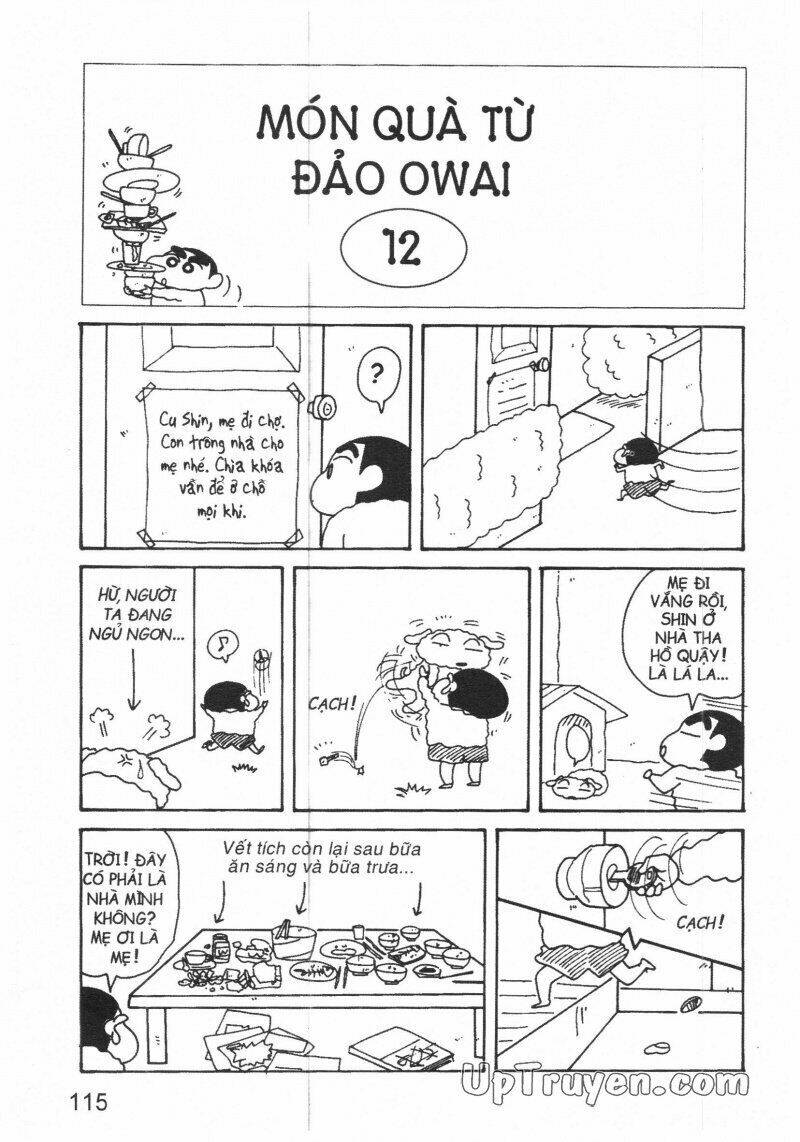 MÓN QUÀ TỪ
ĐẢO OWAI
12
Cu Shin, mẹ đi chợ.
Con trông nhà cho
mẹ nhé. Chìa khóa
vẫn để ở chỗ
mọi khi.
?
HỪ, NGƯỜI
TA ĐANG
NGỦ NGON...
CẠCH!
MẸ ĐI
VẮNG RỒI,
SHIN Ở
NHÀ THA
HỒ QUẬY!
LÀ LÁ LA...
TRỜI! ĐÂY
CÓ PHẢI LÀ
NHÀ MÌNH
KHÔNG?
MẸ ƠI LÀ
MẸ!
Vết tích còn lại sau bữa
ăn sáng và bữa trưa...
CẠCH!
115
UpTruyen.com